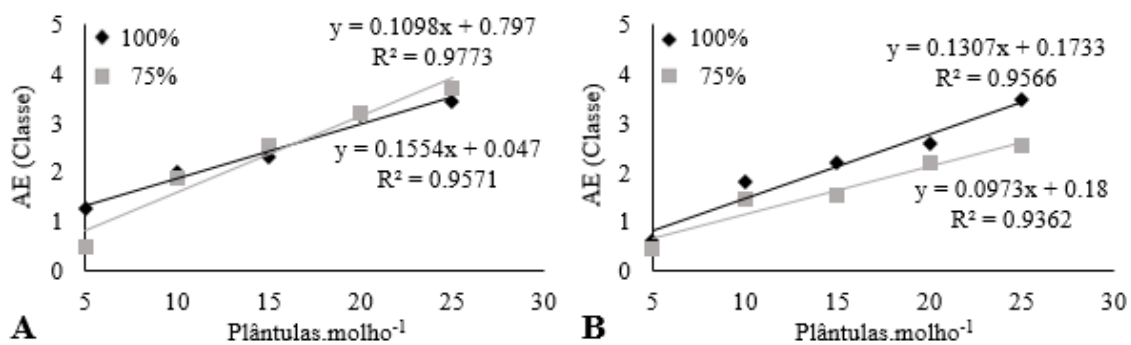 5
4
3
2
1
0
AE (Classe)
100%
75%
y = 0.1098x + 0.797
R² = 0.9773
y = 0.1554x + 0.047
R² = 0.9571
5 10 15 20 25 30
Plântulas.molho⁻¹
A
5
4
3
2
1
0
AE (Classe)
100%
75%
y = 0.1307x + 0.1733
R² = 0.9566
y = 0.0973x + 0.18
R² = 0.9362
5 10 15 20 25 30
Plântulas.molho⁻¹
B